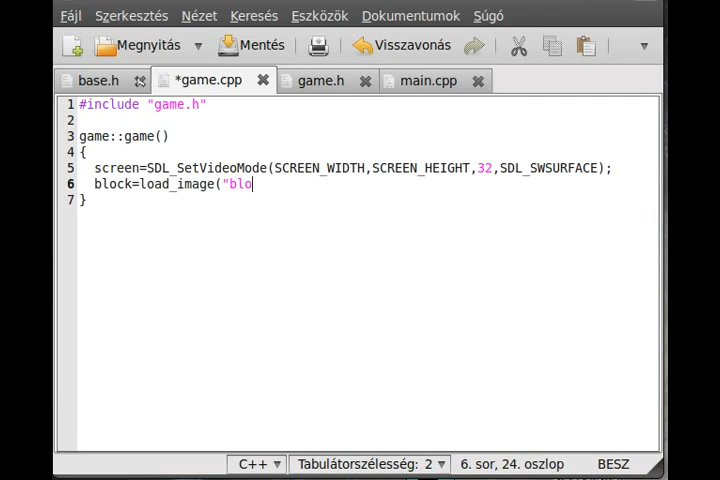 Fájl Szerkesztés Nézet Keresés Eszközök Dokumentumok Súgó
Megnyitás Mentés Visszavonás
base.h *game.cpp game.h main.cpp
1 #include "game.h"
2
3 game::game()
4 {
5 screen=SDL_SetVideoMode(SCREEN_WIDTH,SCREEN_HEIGHT,32,SDL_SWSURFACE);
6 block=load_image("blo
7 }
C++ Tabulátorszélesség: 2 6. sor, 24. oszlop BESZ